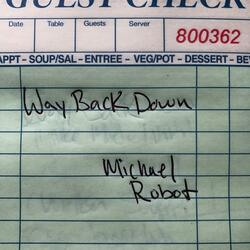 GUEST CHECK
Date Table Guests Server
800362
APPT - SOUP/SAL - ENTREE - VEG/POT - DESSERT - BE
Way Back Down
Michael
Robot